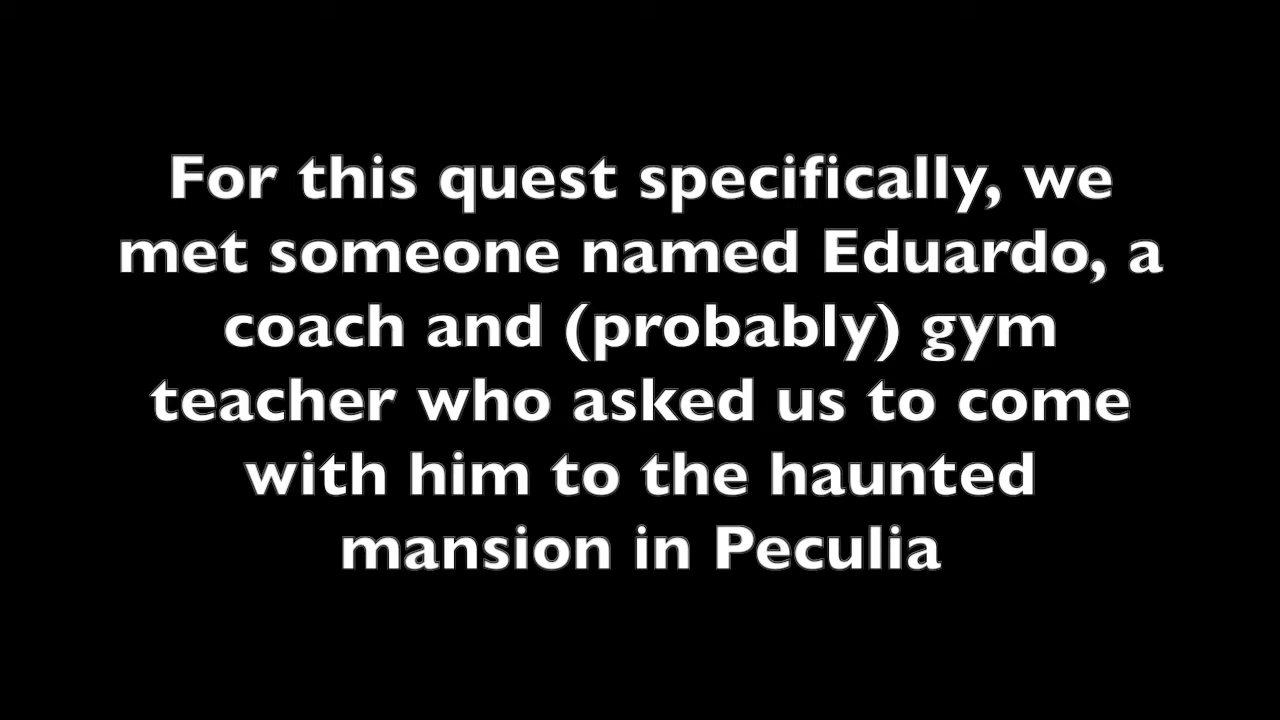 For this quest specifically, we
met someone named Eduardo, a
coach and (probably) gym
teacher who asked us to come
with him to the haunted
mansion in Peculia